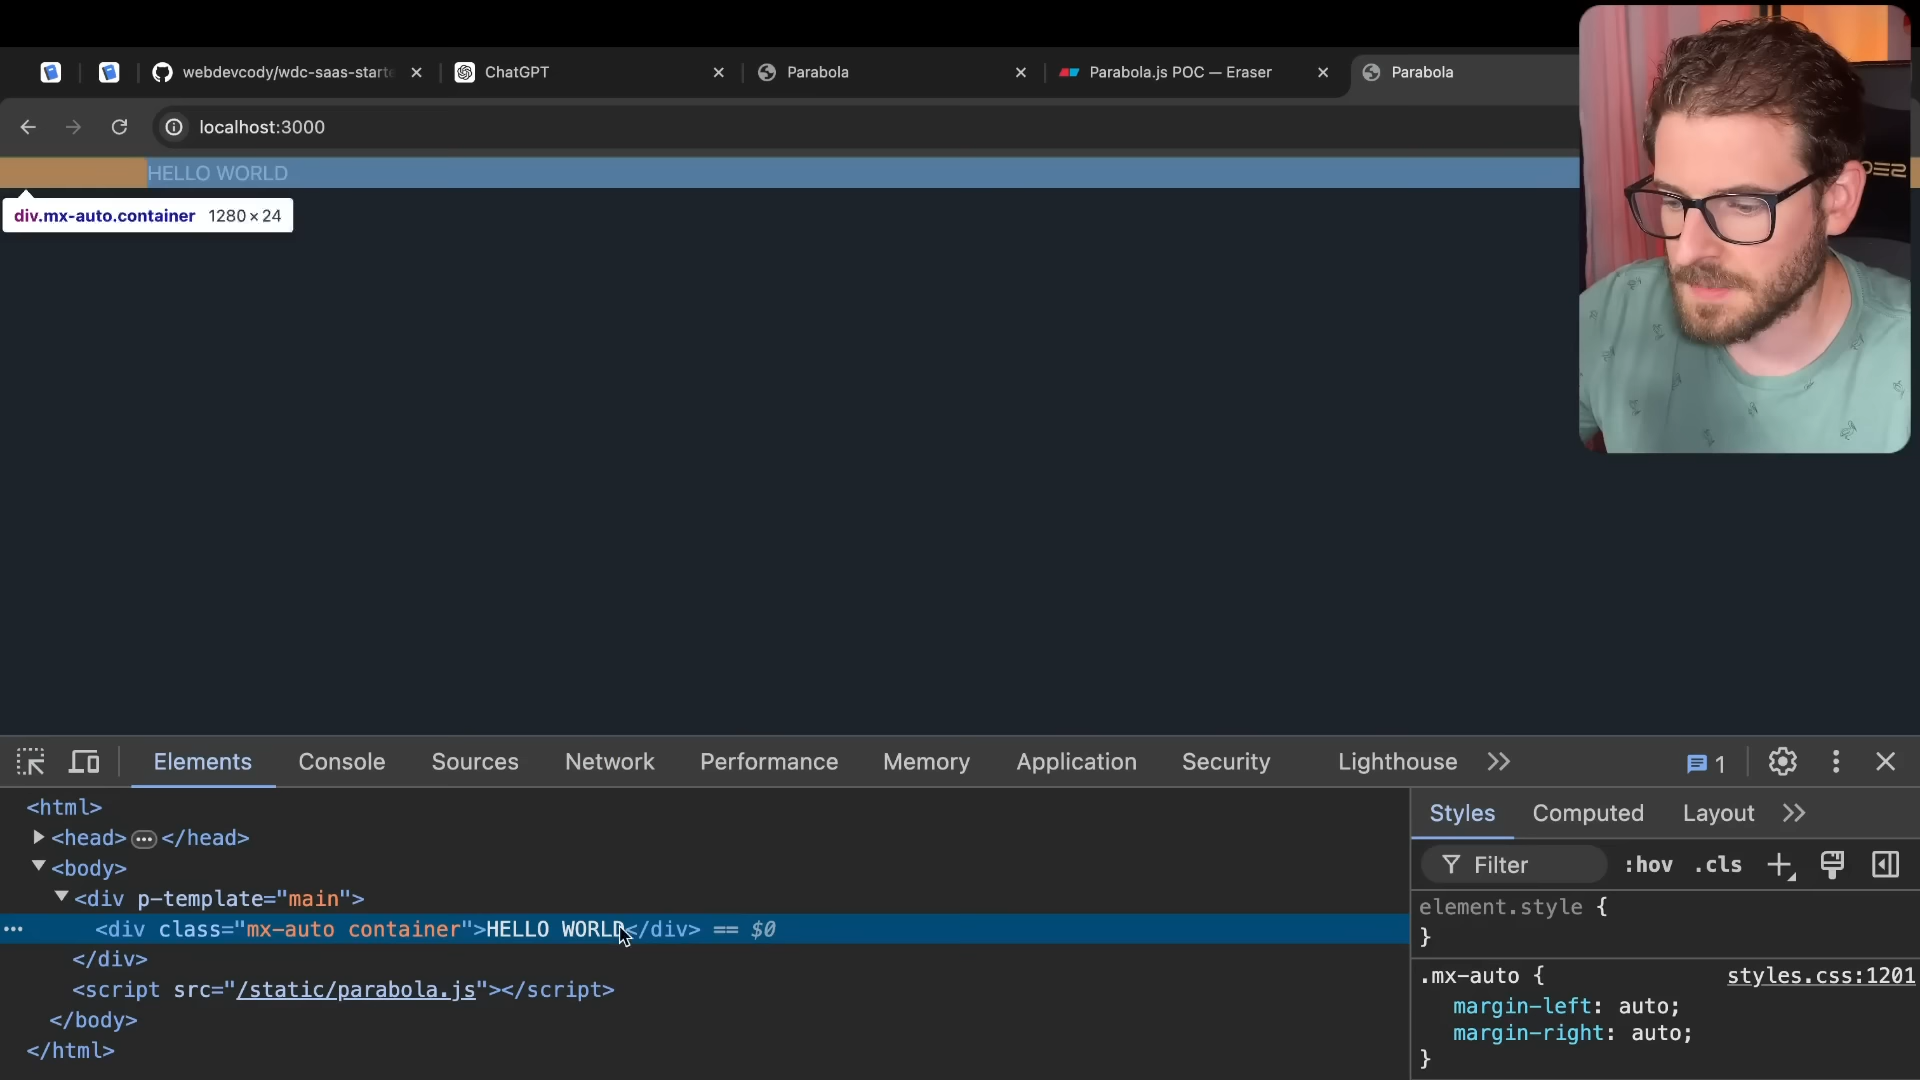 webdevcody/wdc-saas-starte
ChatGPT
Parabola
Parabola.js POC — Eraser
Parabola
localhost:3000
HELLO WORLD
div.mx-auto.container 1280×24
Elements
Console
Sources
Network
Performance
Memory
Application
Security
Lighthouse
1
<html>
<head> ••• </head>
<body>
<div p-template="main">
<div class="mx-auto container">HELLO WORLD</div> == $0
</div>
<script src="/static/parabola.js"></script>
</body>
</html>
Styles
Computed
Layout
Filter
:hov
.cls
element.style {
}
.mx-auto {
styles.css:1201
margin-left: auto;
margin-right: auto;
}